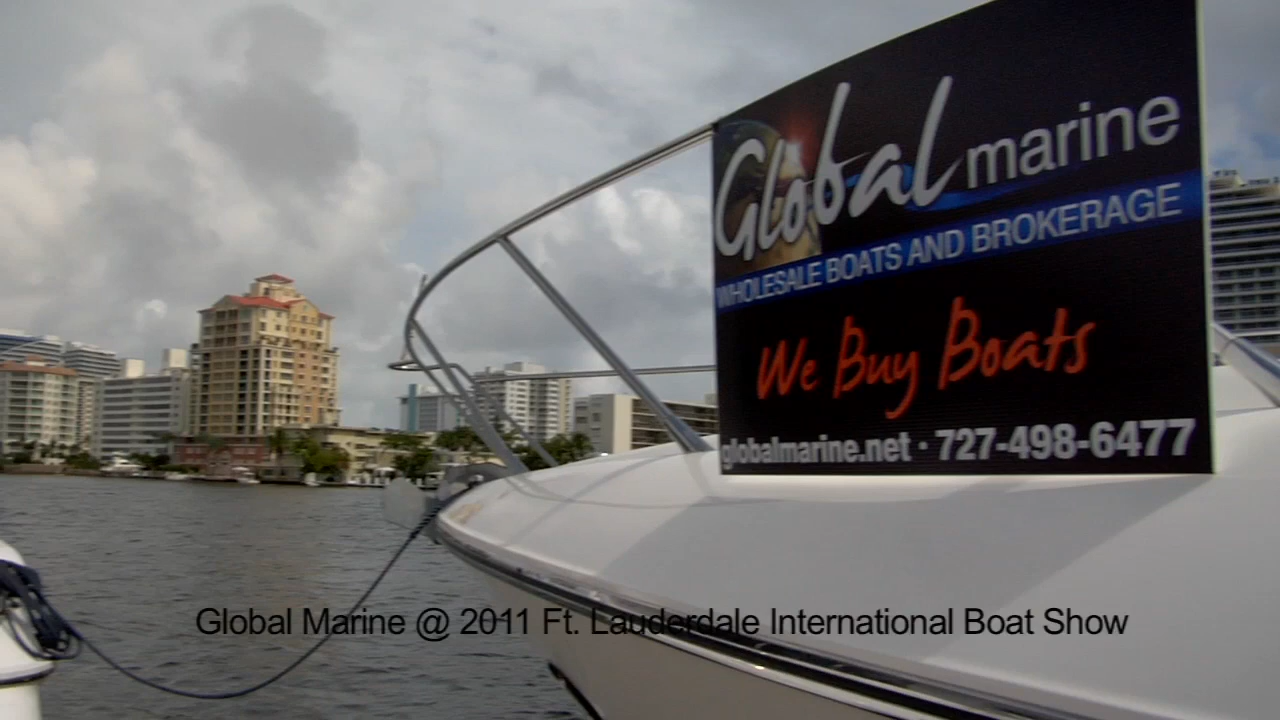 Global marine
WHOLESALE BOATS AND BROKERAGE
We Buy Boats
globalmarine.net · 727-498-6477
Global Marine @ 2011 Ft. Lauderdale International Boat Show